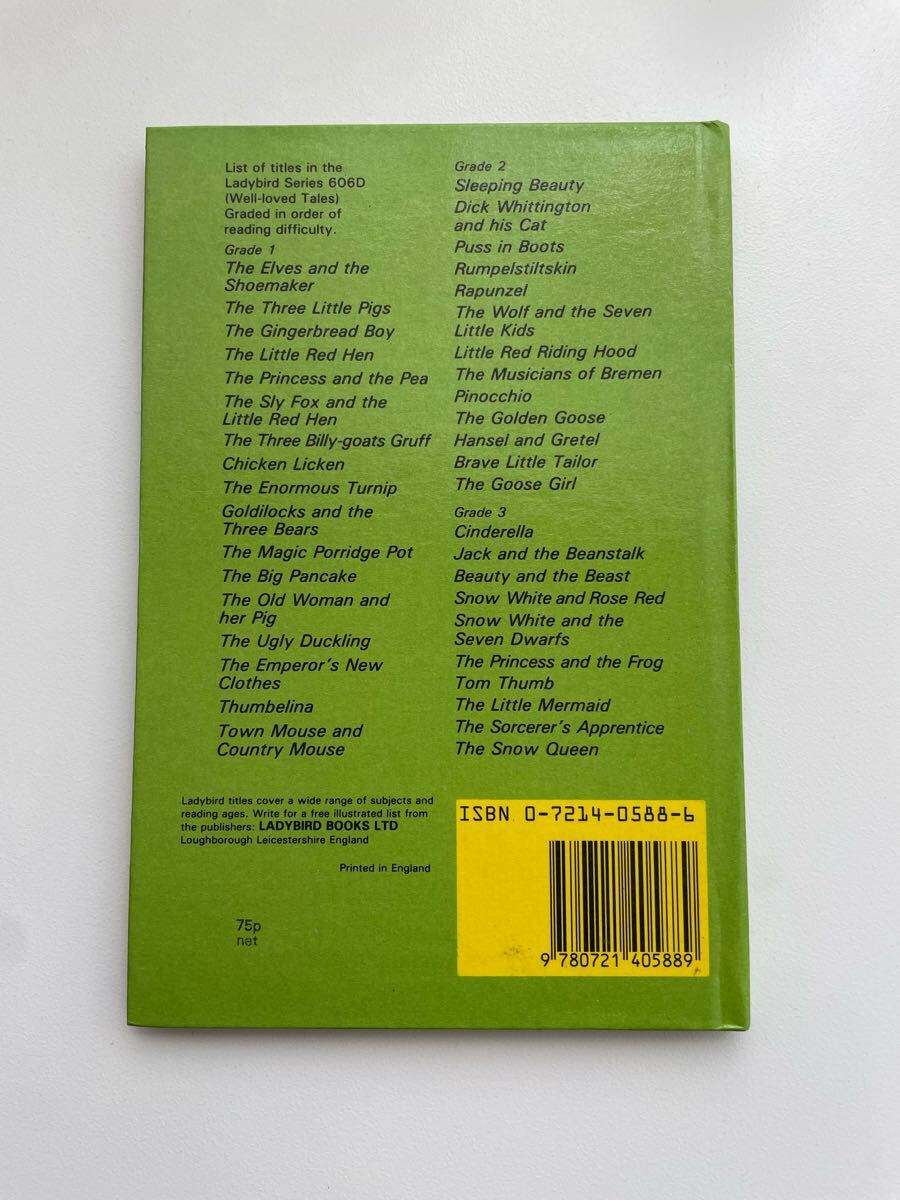 List of titles in the
Ladybird Series 606D
(Well-loved Tales)
Graded in order of
reading difficulty.
Grade 1
The Elves and the
Shoemaker
The Three Little Pigs
The Gingerbread Boy
The Little Red Hen
The Princess and the Pea
The Sly Fox and the
Little Red Hen
The Three Billy-goats Gruff
Chicken Licken
The Enormous Turnip
Goldilocks and the
Three Bears
The Magic Porridge Pot
The Big Pancake
The Old Woman and
her Pig
The Ugly Duckling
The Emperor's New
Clothes
Thumbelina
Town Mouse and
Country Mouse
Grade 2
Sleeping Beauty
Dick Whittington
and his Cat
Puss in Boots
Rumpelstiltskin
Rapunzel
The Wolf and the Seven
Little Kids
Little Red Riding Hood
The Musicians of Bremen
Pinocchio
The Golden Goose
Hansel and Gretel
Brave Little Tailor
The Goose Girl
Grade 3
Cinderella
Jack and the Beanstalk
Beauty and the Beast
Snow White and Rose Red
Snow White and the
Seven Dwarfs
The Princess and the Frog
Tom Thumb
The Little Mermaid
The Sorcerer's Apprentice
The Snow Queen
Ladybird titles cover a wide range of subjects and
reading ages. Write for a free illustrated list from
the publishers: LADYBIRD BOOKS LTD
Loughborough Leicestershire England
Printed in England
75p
net
ISBN 0-7214-0588-6
9 780721 405889